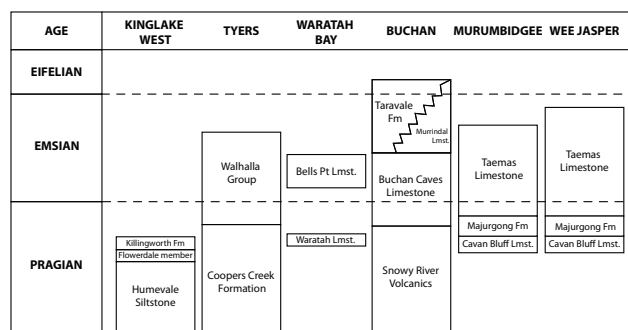 AGE
KINGLAKE
WEST
TYERS
WARATAH
BAY
BUCHAN
MURUMBIDGEE
WEE JASPER
EIFELIAN
EMSIAN
PRAGIAN
Killingworth Fm
Flowerdale member
Humevale
Siltstone
Walhalla
Group
Coopers Creek
Formation
Bells Pt Lmst.
Waratah Lmst.
Taravale
Fm
Murrindal
Lmst.
Buchan Caves
Limestone
Snowy River
Volcanics
Taemas
Limestone
Majurgong Fm
Cavan Bluff Lmst.
Taemas
Limestone
Majurgong Fm
Cavan Bluff Lmst.